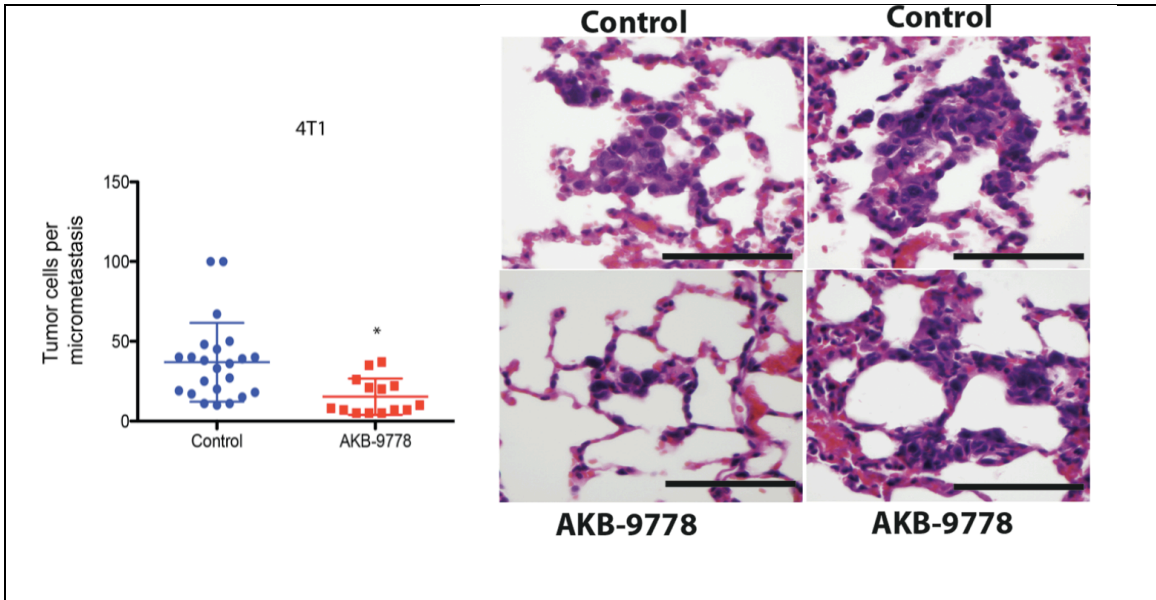 4T1
Tumor cells per
micrometastasis
150
100
50
0
*
Control
AKB-9778
Control
Control
AKB-9778
AKB-9778